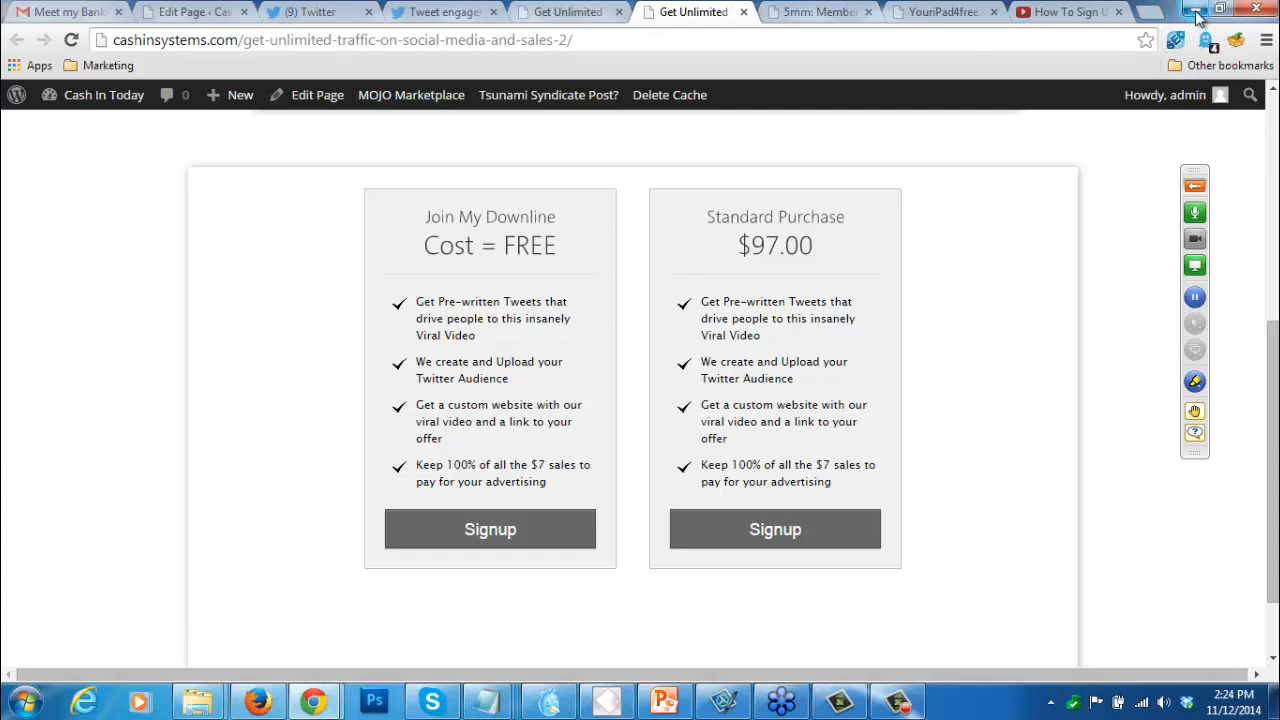 Meet my Bank
Edit Page ‹ Cas
(9) Twitter
Tweet engage
Get Unlimited
Get Unlimited
5mm: Membe
YouriPad4free.
How To Sign U
cashinsystems.com/get-unlimited-traffic-on-social-media-and-sales-2/
4
Apps
Marketing
Other bookmarks
Cash In Today
0
New
Edit Page
MOJO Marketplace
Tsunami Syndicate Post?
Delete Cache
Howdy, admin
Join My Downline
Cost = FREE
Get Pre-written Tweets that
drive people to this insanely
Viral Video
We create and Upload your
Twitter Audience
Get a custom website with our
viral video and a link to your
offer
Keep 100% of all the $7 sales to
pay for your advertising
Signup
Standard Purchase
$97.00
Get Pre-written Tweets that
drive people to this insanely
Viral Video
We create and Upload your
Twitter Audience
Get a custom website with our
viral video and a link to your
offer
Keep 100% of all the $7 sales to
pay for your advertising
Signup
Ps
2:24 PM
11/12/2014